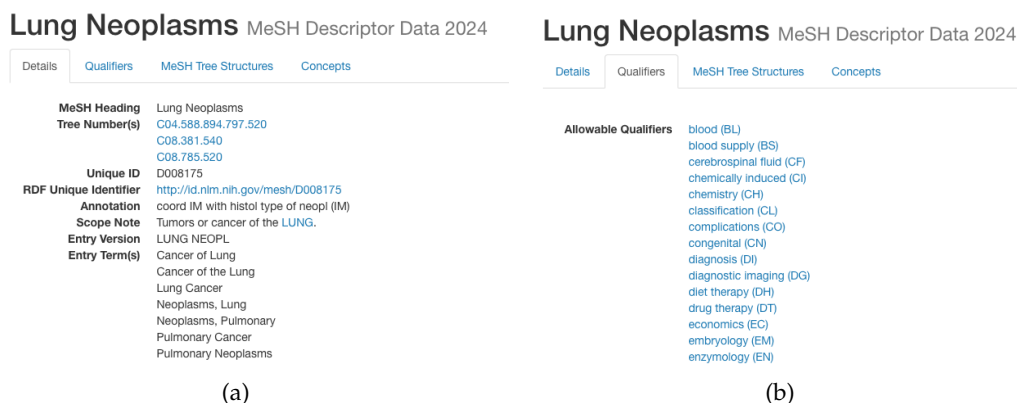 Lung Neoplasms MeSH Descriptor Data 2024
Details Qualifiers MeSH Tree Structures Concepts
MeSH Heading Lung Neoplasms
Tree Number(s) C04.588.894.797.520
C08.381.540
C08.785.520
Unique ID D008175
RDF Unique Identifier http://id.nlm.nih.gov/mesh/D008175
Annotation coord IM with histol type of neopl (IM)
Scope Note Tumors or cancer of the LUNG.
Entry Version LUNG NEOPL
Entry Term(s) Cancer of Lung
Cancer of the Lung
Lung Cancer
Neoplasms, Lung
Neoplasms, Pulmonary
Pulmonary Cancer
Pulmonary Neoplasms
(a)
Lung Neoplasms MeSH Descriptor Data 2024
Details Qualifiers MeSH Tree Structures Concepts
Allowable Qualifiers blood (BL)
blood supply (BS)
cerebrospinal fluid (CF)
chemically induced (CI)
chemistry (CH)
classification (CL)
complications (CO)
congenital (CN)
diagnosis (DI)
diagnostic imaging (DG)
diet therapy (DH)
drug therapy (DT)
economics (EC)
embryology (EM)
enzymology (EN)
(b)